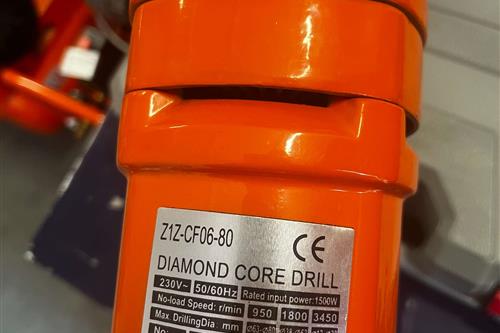 Z1Z-CF06-80 CE
DIAMOND CORE DRILL
230V~ 50/60Hz Rated input power:1500W
No-load Speed: r/min 950 1800 3450
Max. DrillingDia. mm